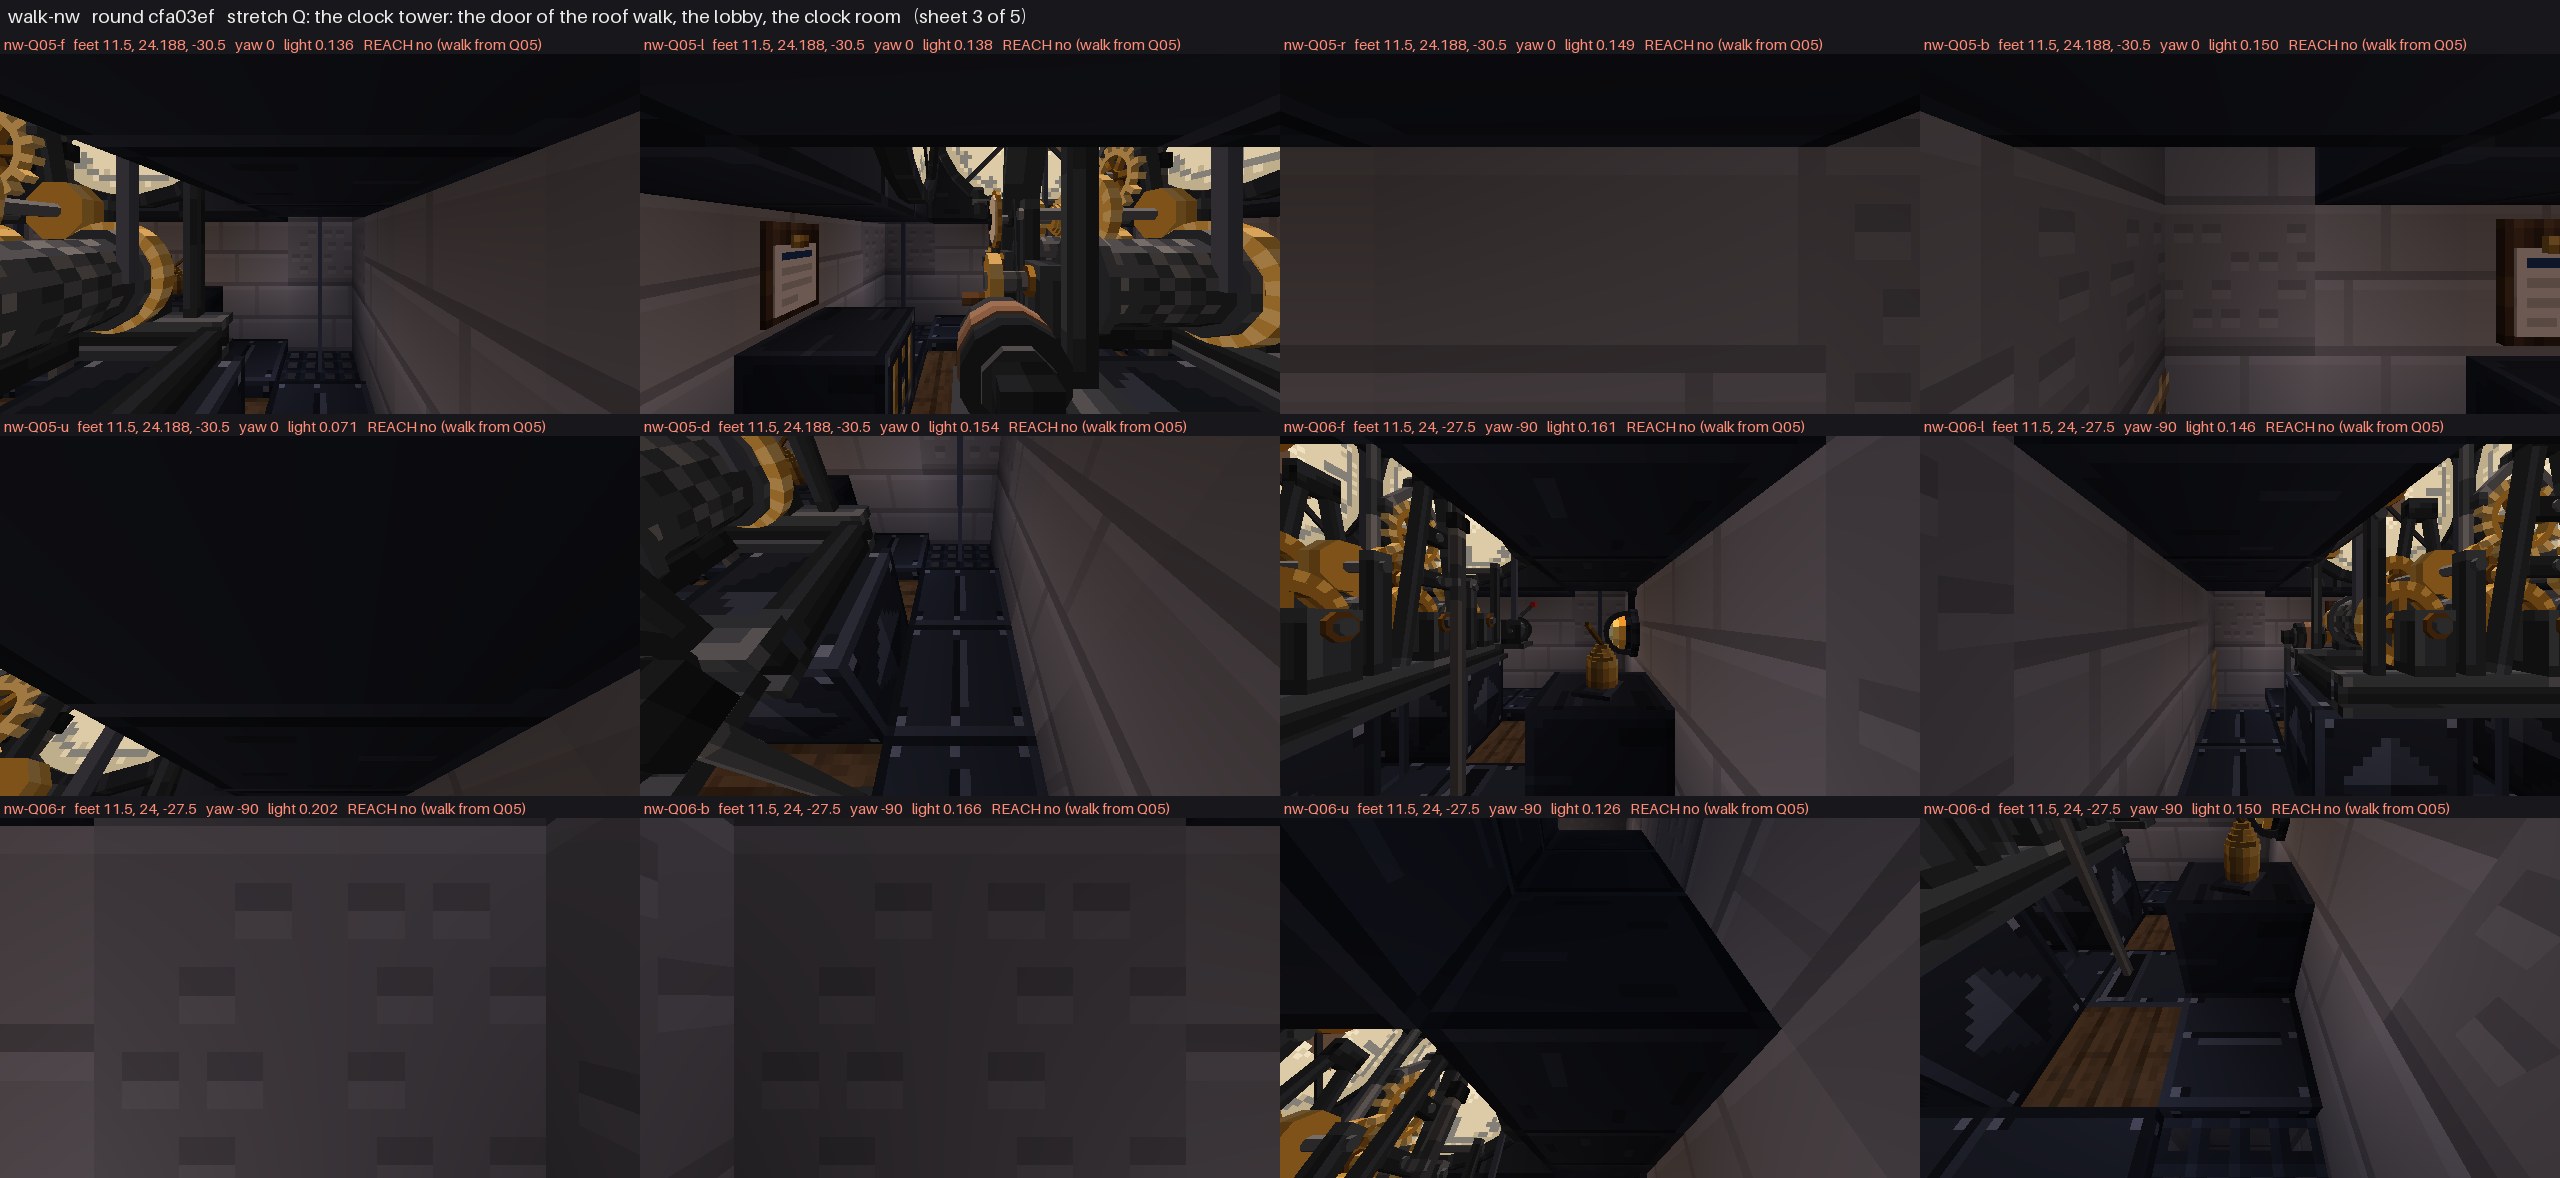 walk-nw round cfa03ef stretch Q: the clock tower: the door of the roof walk, the lobby, the clock room (sheet 3 of 5)
nw-Q05-f feet 11.5, 24.188, -30.5 yaw 0 light 0.136 REACH no (walk from Q05)
nw-Q05-l feet 11.5, 24.188, -30.5 yaw 0 light 0.138 REACH no (walk from Q05)
nw-Q05-r feet 11.5, 24.188, -30.5 yaw 0 light 0.149 REACH no (walk from Q05)
nw-Q05-b feet 11.5, 24.188, -30.5 yaw 0 light 0.150 REACH no (walk from Q05)
nw-Q05-u feet 11.5, 24.188, -30.5 yaw 0 light 0.071 REACH no (walk from Q05)
nw-Q05-d feet 11.5, 24.188, -30.5 yaw 0 light 0.154 REACH no (walk from Q05)
nw-Q06-f feet 11.5, 24, -27.5 yaw -90 light 0.161 REACH no (walk from Q05)
nw-Q06-l feet 11.5, 24, -27.5 yaw -90 light 0.146 REACH no (walk from Q05)
nw-Q06-r feet 11.5, 24, -27.5 yaw -90 light 0.202 REACH no (walk from Q05)
nw-Q06-b feet 11.5, 24, -27.5 yaw -90 light 0.166 REACH no (walk from Q05)
nw-Q06-u feet 11.5, 24, -27.5 yaw -90 light 0.126 REACH no (walk from Q05)
nw-Q06-d feet 11.5, 24, -27.5 yaw -90 light 0.150 REACH no (walk from Q05)